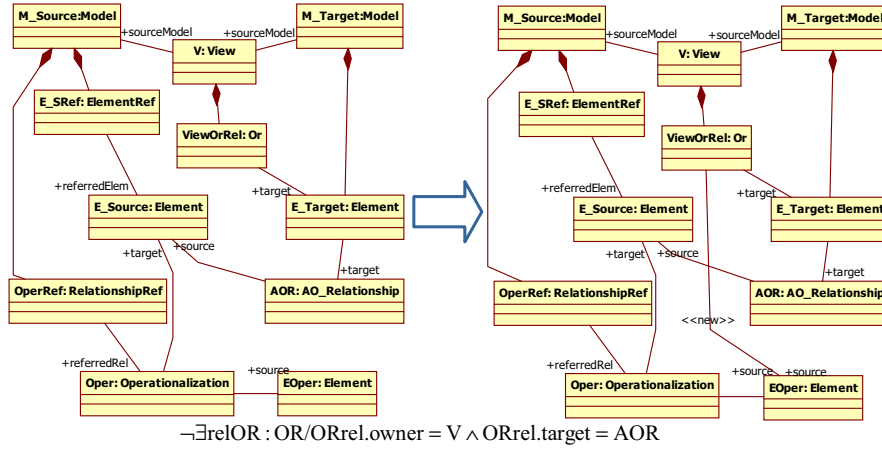 M_Source:Model
M_Target:Model
+sourceModel
+sourceModel
V: View
E_SRef: ElementRef
ViewOrRel: Or
+referredElem
+target
E_Source: Element
E_Target: Element
+target
+source
+target
OperRef: RelationshipRef
AOR: AO_Relationship
+referredRel
+source
Oper: Operationalization
EOper: Element
M_Source:Model
M_Target:Model
+sourceModel
+sourceModel
V: View
E_SRef: ElementRef
ViewOrRel: Or
+referredElem
+target
E_Source: Element
E_Target: Element
+target
+source
+target
OperRef: RelationshipRef
AOR: AO_Relationship
<<new>>
+referredRel
+source
+source
Oper: Operationalization
EOper: Element
¬∃relOR : OR/ORrel.owner = V ∧ ORrel.target = AOR